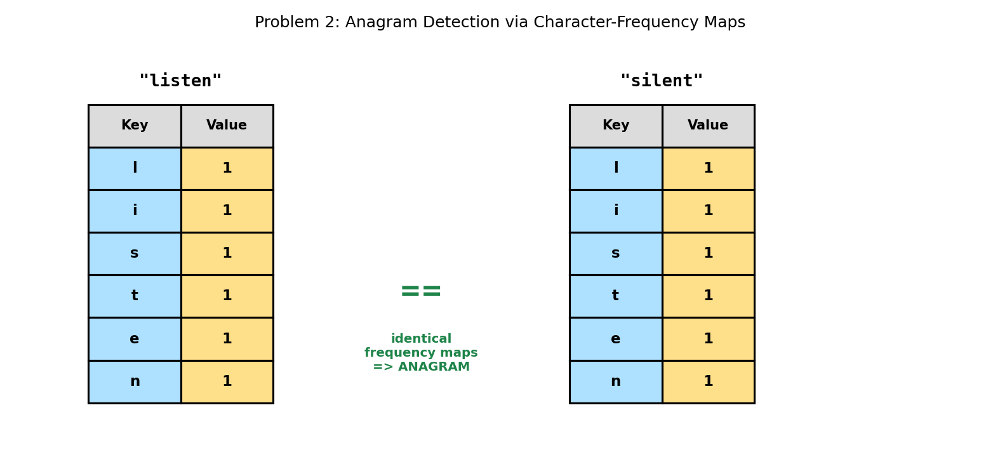 Problem 2: Anagram Detection via Character-Frequency Maps
"listen"
Key Value
l 1
i 1
s 1
t 1
e 1
n 1
==
identical
frequency maps
=> ANAGRAM
"silent"
Key Value
l 1
i 1
s 1
t 1
e 1
n 1